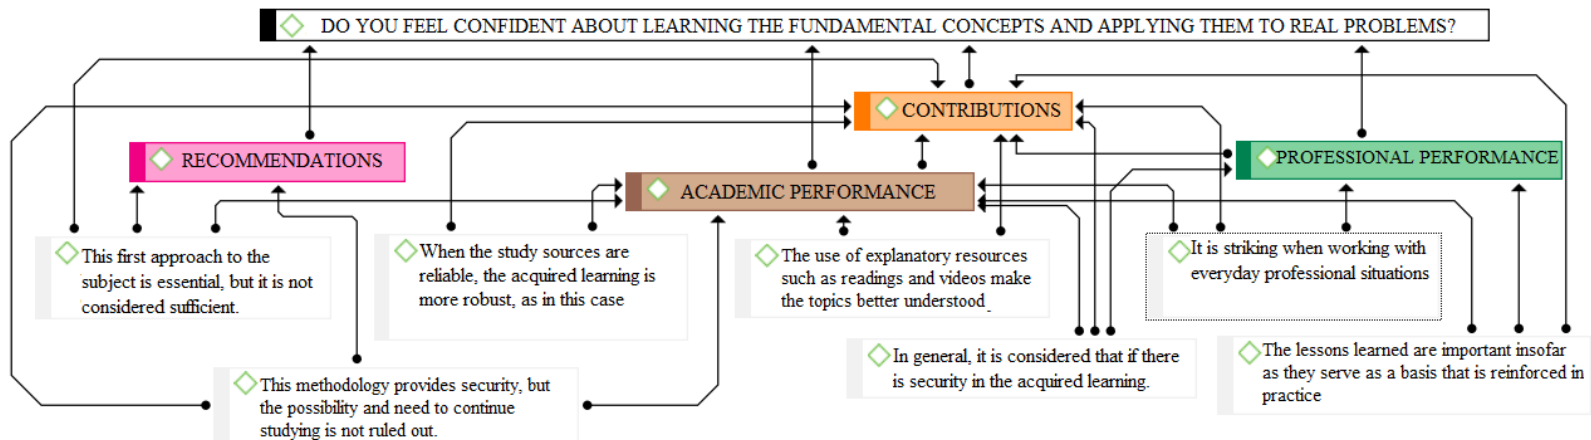 DO YOU FEEL CONFIDENT ABOUT LEARNING THE FUNDAMENTAL CONCEPTS AND APPLYING THEM TO REAL PROBLEMS?
CONTRIBUTIONS
RECOMMENDATIONS
PROFESSIONAL PERFORMANCE
ACADEMIC PERFORMANCE
This first approach to the
subject is essential, but it is not
considered sufficient.
When the study sources are
reliable, the acquired learning is
more robust, as in this case
The use of explanatory resources
such as readings and videos make
the topics better understood
It is striking when working with
everyday professional situations
This methodology provides security, but
the possibility and need to continue
studying is not ruled out.
In general, it is considered that if there
is security in the acquired learning.
The lessons learned are important insofar
as they serve as a basis that is reinforced in
practice